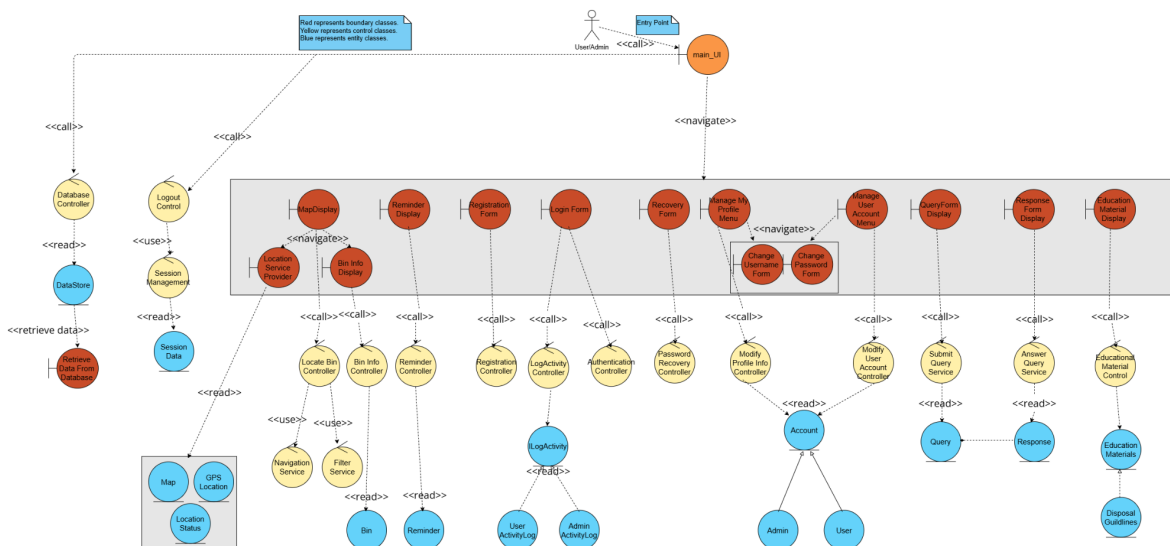 Red represents boundary classes.
Yellow represents control classes.
Blue represents entity classes.
User/Admin
<<call>>
Entry Point
main_UI
<<call>>
<<call>>
<<navigate>>
Database
Controller
Logout
Control
MapDisplay
Reminder
Display
Registration
Form
Login Form
Recovery
Form
Manage My
Profile
Menu
Manage
User
Account
Menu
QueryForm
Display
Response
Form
Display
Education
Material
Display
<<read>>
<<use>>
<<navigate>>
<<navigate>>
DataStore
Session
Management
Location
Service
Provider
Bin Info
Display
Change
Username
Form
Change
Password
Form
<<retrieve data>>
<<read>>
<<call>>
<<call>>
<<call>>
<<call>>
<<call>>
<<call>>
<<call>>
<<call>>
<<call>>
<<call>>
<<call>>
<<call>>
Retrieve
Data From
Database
Session
Data
Locate Bin
Controller
Bin Info
Controller
Reminder
Controller
Registration
Controller
LogActivity
Controller
Authentication
Controller
Password
Recovery
Controller
Modify
Profile Info
Controller
Modify
User
Account
Controller
Submit
Query
Service
Answer
Query
Service
Educational
Material
Control
<<read>>
<<use>>
<<use>>
<<read>>
<<read>>
<<read>>
Navigation
Service
Filter
Service
ILogActivity
Account
Query
Response
Education
Materials
Map
GPS
Location
Location
Status
<<read>>
<<read>>
<<read>>
Bin
Reminder
User
ActivityLog
Admin
ActivityLog
Admin
User
Disposal
Guildlines